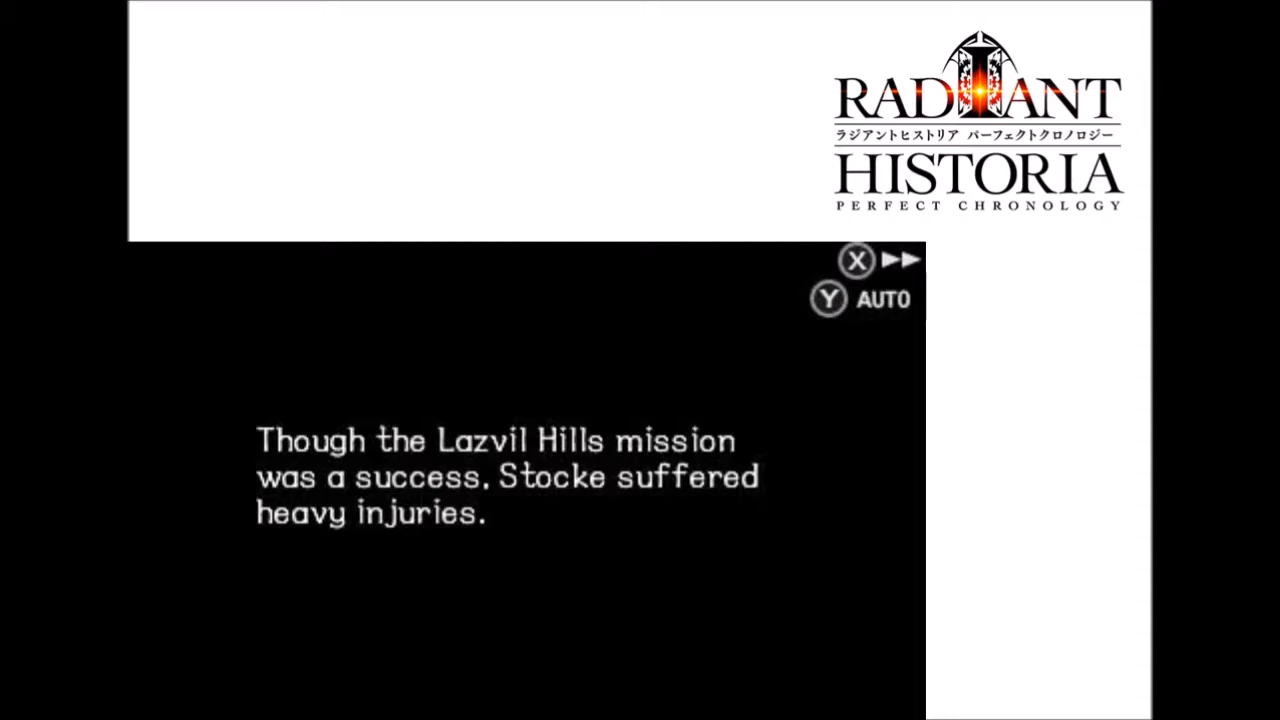 RADIANT
ラジアントヒストリア パーフェクトクロノロジー
HISTORIA
PERFECT CHRONOLOGY
X
Y AUTO
Though the Lazvil Hills mission
was a success, Stocke suffered
heavy injuries.